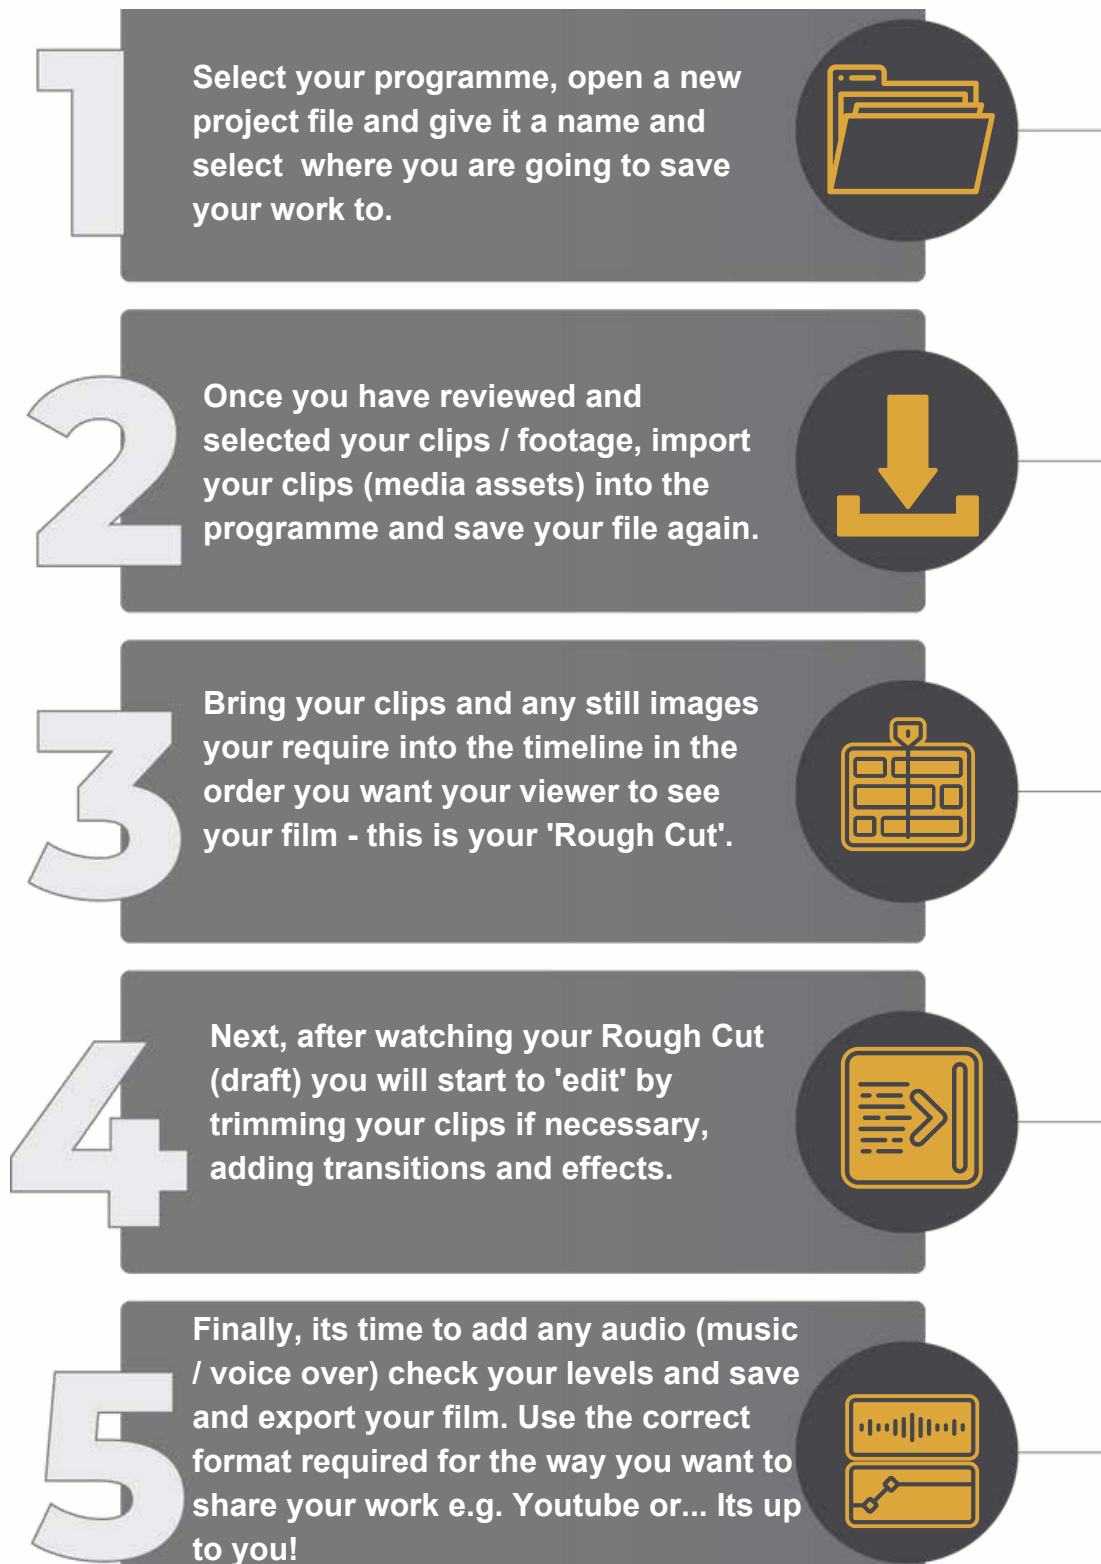 1
Select your programme, open a new
project file and give it a name and
select  where you are going to save
your work to.
2
Once you have reviewed and
selected your clips / footage, import
your clips (media assets) into the
programme and save your file again.
3
Bring your clips and any still images
your require into the timeline in the
order you want your viewer to see
your film - this is your 'Rough Cut'.
4
Next, after watching your Rough Cut
(draft) you will start to 'edit' by
trimming your clips if necessary,
adding transitions and effects.
5
Finally, its time to add any audio (music
/ voice over) check your levels and save
and export your film. Use the correct
format required for the way you want to
share your work e.g. Youtube or... Its up
to you!